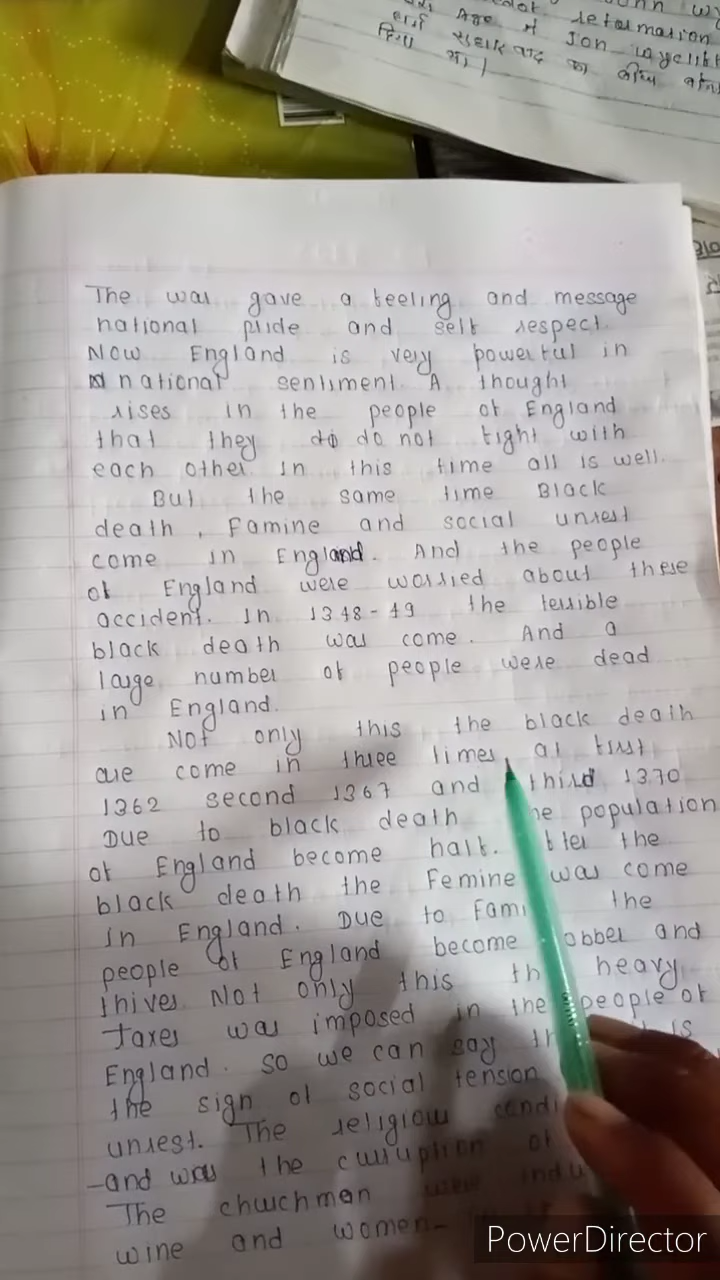 reformation
Age में Jon
का बीज
दिया था।
The war gave a feeling and message
national pride and self respect.
Now England is very powerful in
national sentiment. A thought
rises in the people of England
that they do do not fight with
each other. In this time all is well.
But the same time Black
death, Famine and social unrest
come in England. And the people
of England were worried about these
accident. In 1348-49 the terrible
black death was come. And a
large number of people were dead
in England.
Not only this the black death
are come in three times at first
1362 second 1367 and third 1370
Due to black death population
of England become half. the
black death the Femine was come
in England. Due to the
people of England become and
thives. Not only this heavy
Taxes was imposed in the people of
England. So we can say is
the sign of social tension
unrest. The religious
-and was the curruption of
The churchman were
wine and women-
PowerDirector